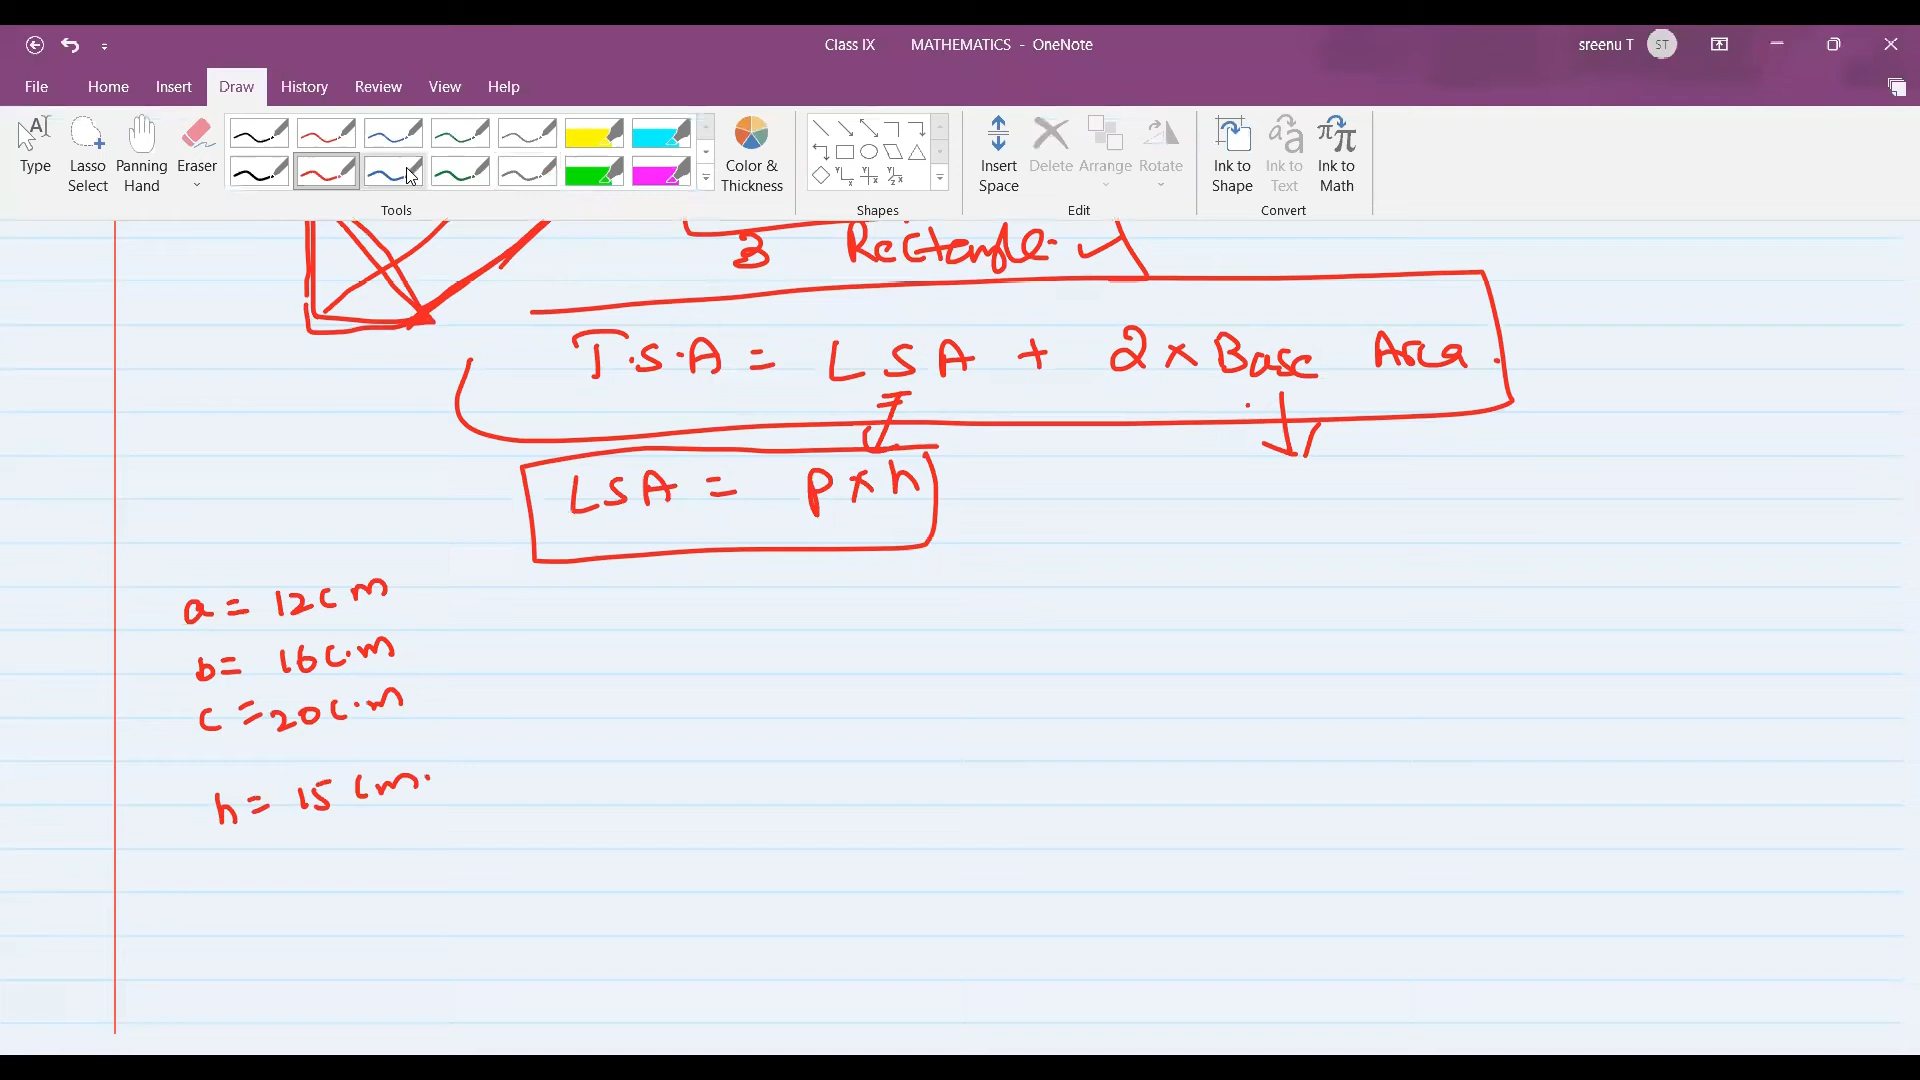 Class IX MATHEMATICS - OneNote
sreenu T ST
File Home Insert Draw History Review View Help
Type
Lasso Select
Panning Hand
Eraser
Color & Thickness
Insert Space
Delete
Arrange
Rotate
Ink to Shape
Ink to Text
Ink to Math
Tools Shapes Edit Convert
3 Rectangle
T.S.A = LSA + 2 × Base Area.
LSA = p × h
a = 12cm
b = 16c.m
c = 20c.m
h = 15cm.